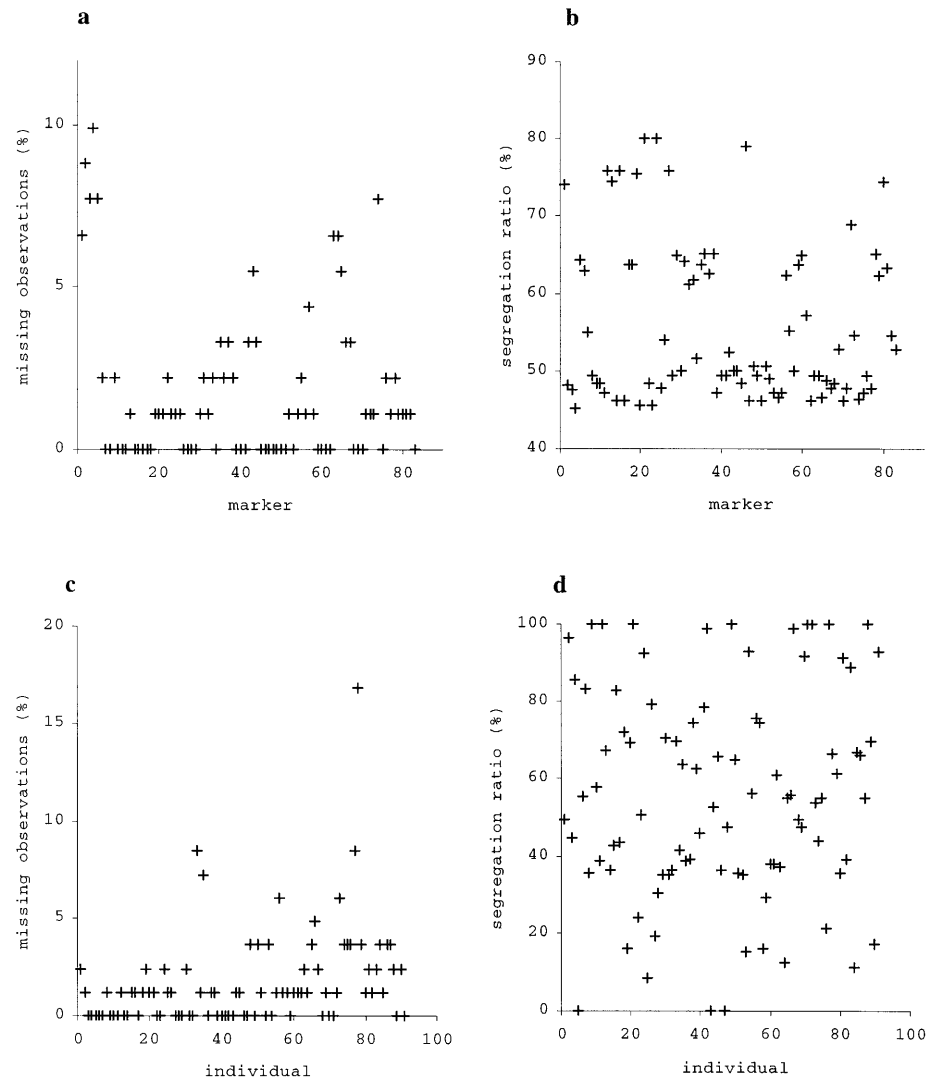 a
missing observations (%)
10
5
0
0 20 40 60 80
marker
b
segregation ratio (%)
90
80
70
60
50
40
0 20 40 60 80
marker
c
missing observations (%)
20
15
10
5
0
0 20 40 60 80 100
individual
d
segregation ratio (%)
100
80
60
40
20
0
0 20 40 60 80 100
individual